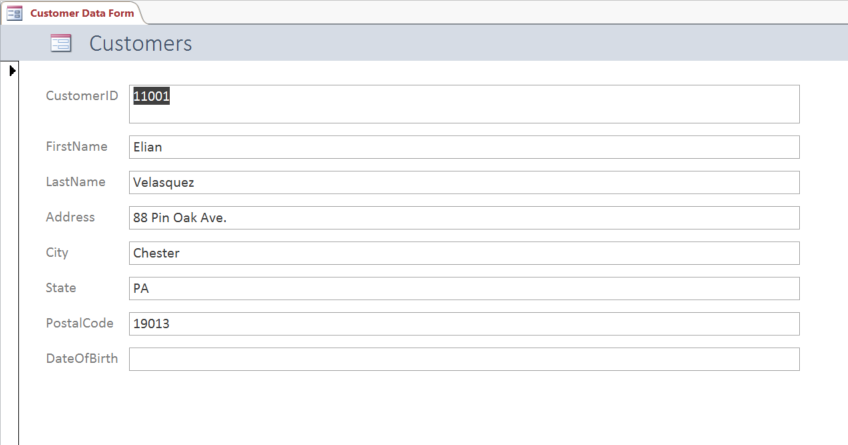 Customer Data Form
Customers
CustomerID 11001
FirstName Elian
LastName Velasquez
Address 88 Pin Oak Ave.
City Chester
State PA
PostalCode 19013
DateOfBirth